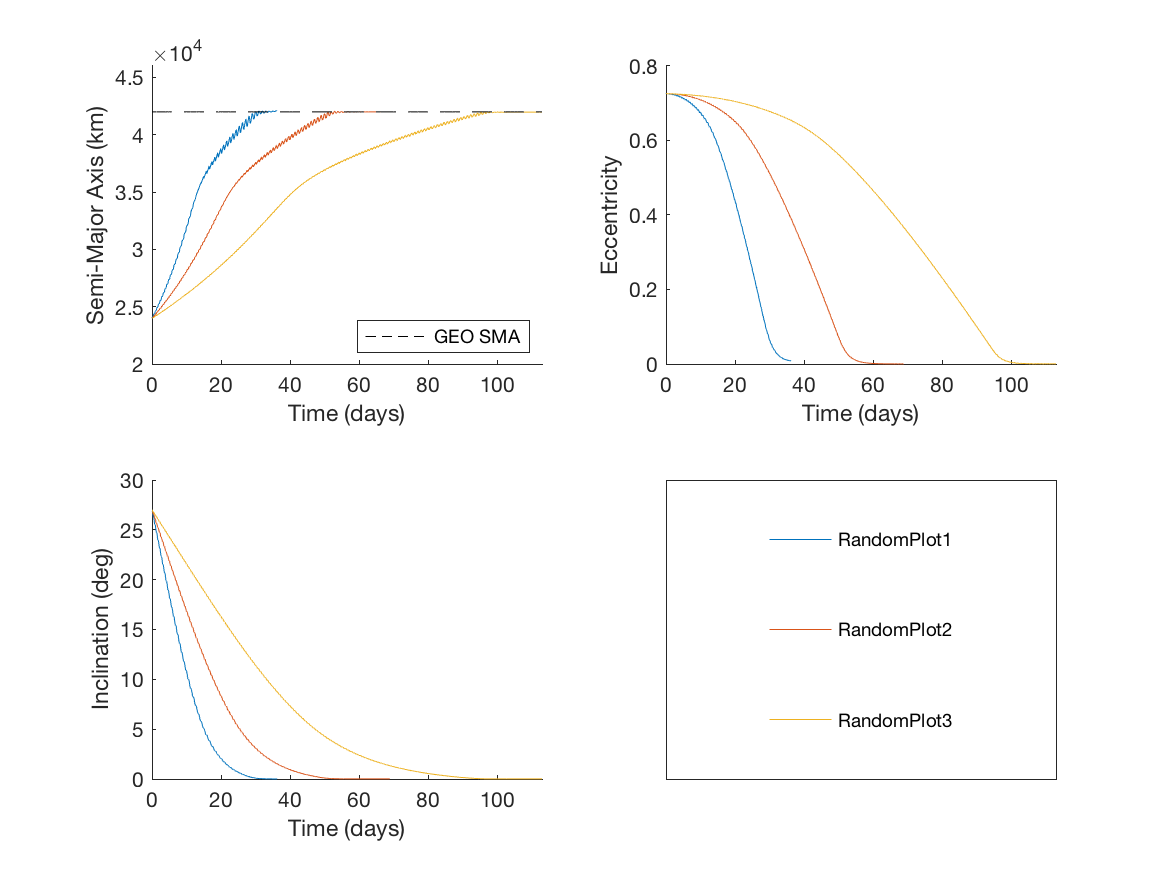 ×10⁴
4.5
4
3.5
3
2.5
2
Semi-Major Axis (km)
GEO SMA
0 20 40 60 80 100
Time (days)
0.8
0.6
0.4
0.2
0
Eccentricity
0 20 40 60 80 100
Time (days)
30
25
20
15
10
5
0
Inclination (deg)
0 20 40 60 80 100
Time (days)
RandomPlot1
RandomPlot2
RandomPlot3